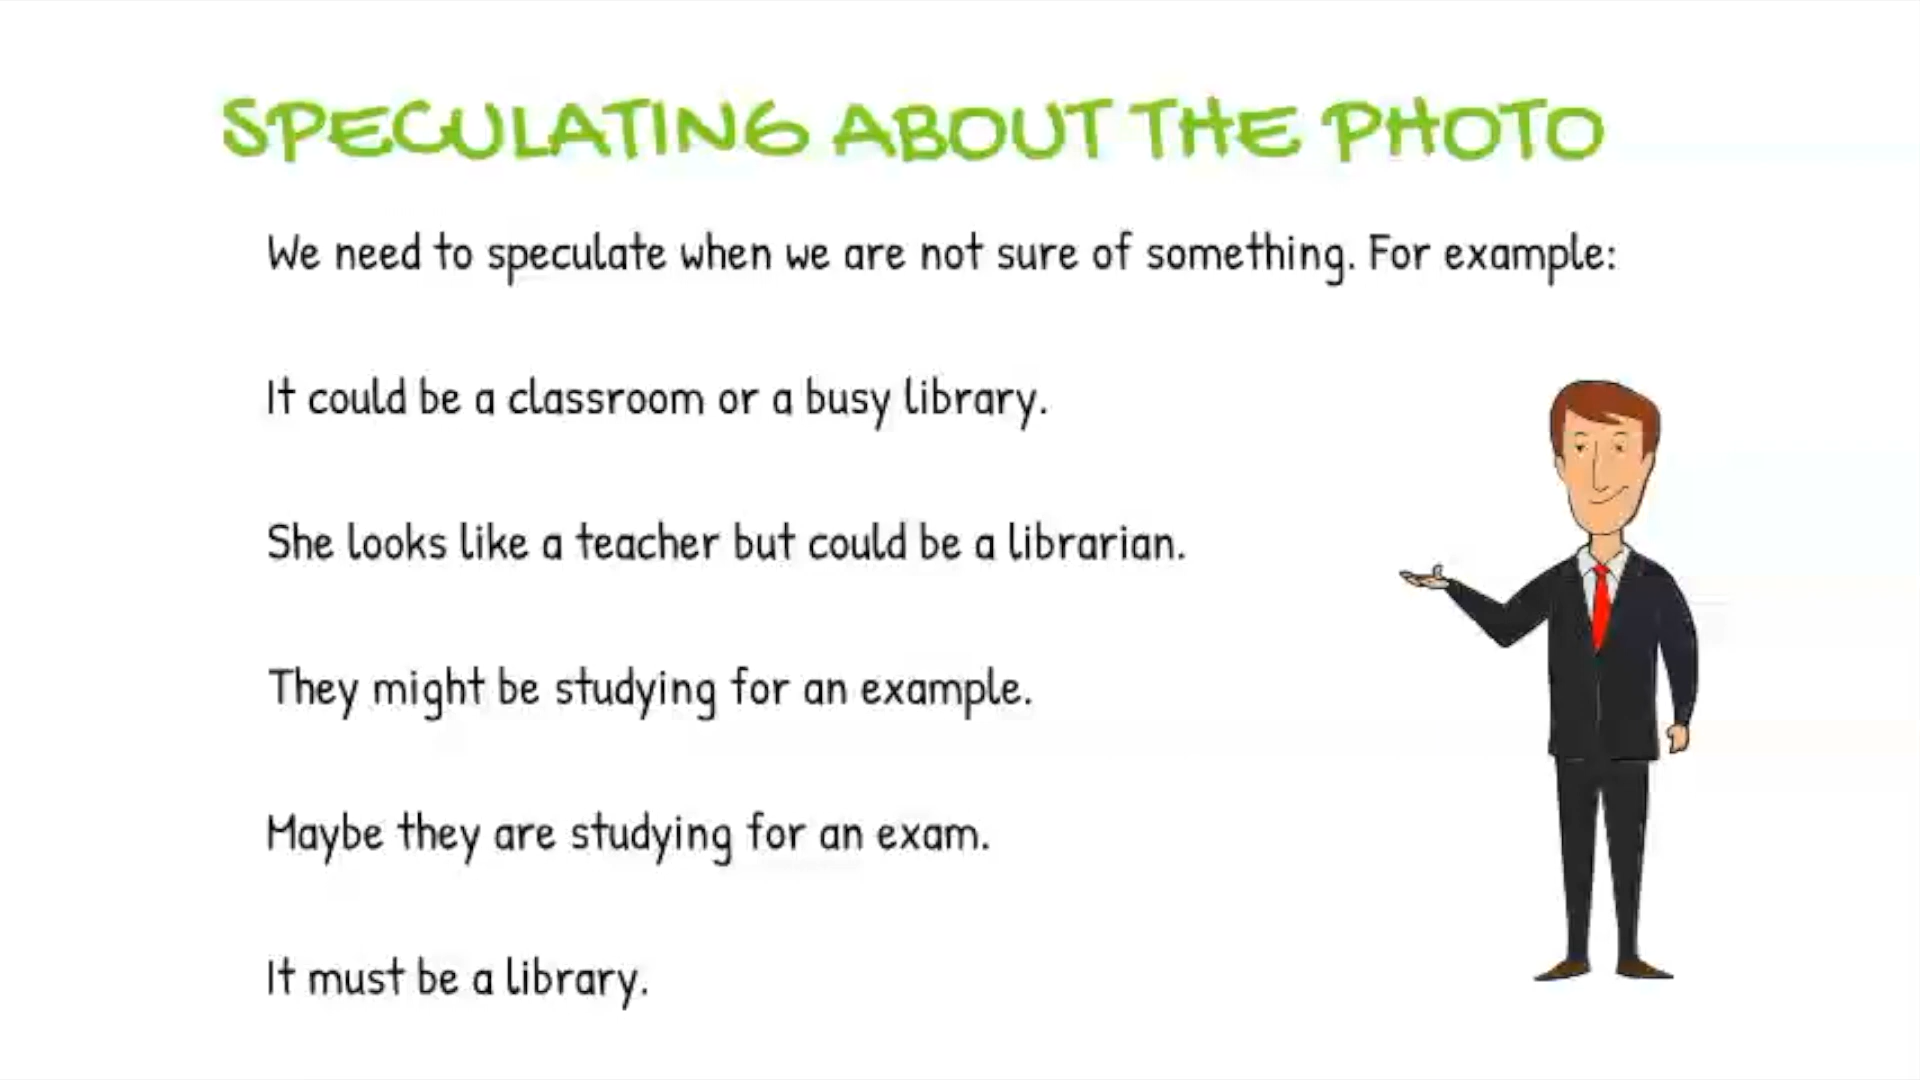 SPECULATING ABOUT THE PHOTO
We need to speculate when we are not sure of something. For example:
It could be a classroom or a busy library.
She looks like a teacher but could be a librarian.
They might be studying for an example.
Maybe they are studying for an exam.
It must be a library.